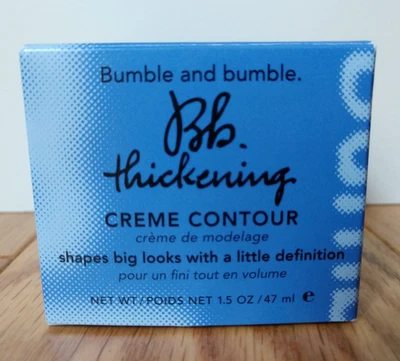 Bumble and bumble.
Bb.
thickening
CREME CONTOUR
crème de modelage
shapes big looks with a little definition
pour un fini tout en volume
NET WT/POIDS NET 1.5 OZ/47 ml e